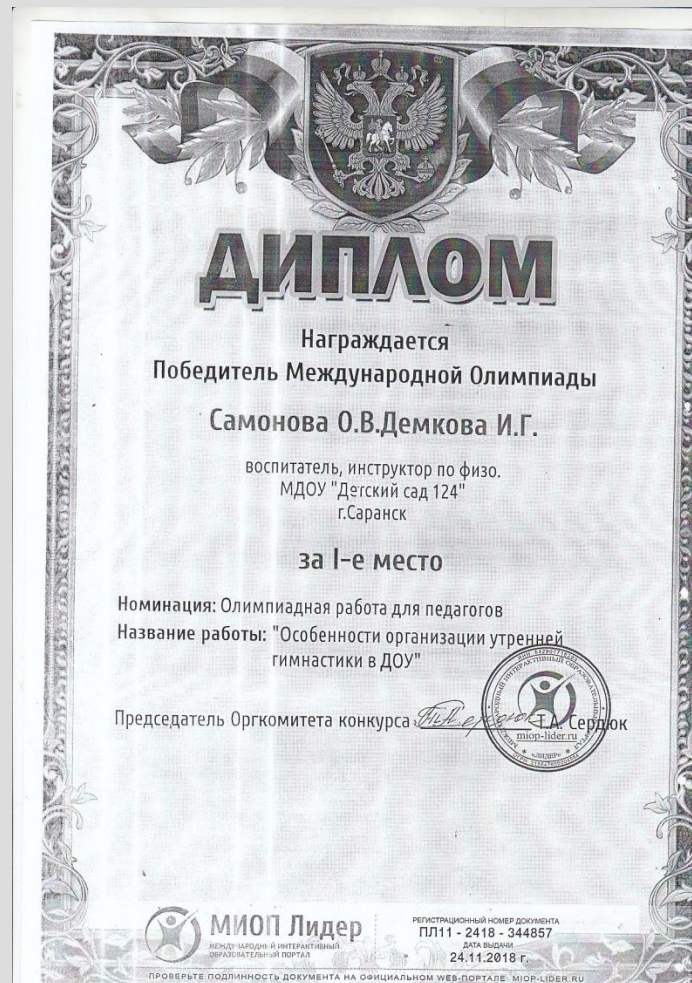 ДИПЛОМ
Награждается
Победитель Международной Олимпиады
Самонова О.В.Демкова И.Г.
воспитатель, инструктор по физо.
МДОУ "Детский сад 124"
г.Саранск
за I-е место
Номинация: Олимпиадная работа для педагогов
Название работы: "Особенности организации утренней
гимнастики в ДОУ"
Председатель Оргкомитета конкурса Т.А. Сердюк
miop-lider.ru
«ЛИДЕР»
МИОП Лидер
МЕЖДУНАРОДНЫЙ ИНТЕРАКТИВНЫЙ
ОБРАЗОВАТЕЛЬНЫЙ ПОРТАЛ
РЕГИСТРАЦИОННЫЙ НОМЕР ДОКУМЕНТА
ПЛ11 - 2418 - 344857
ДАТА ВЫДАЧИ
24.11.2018 г.
ПРОВЕРЬТЕ ПОДЛИННОСТЬ ДОКУМЕНТА НА ОФИЦИАЛЬНОМ WEB-ПОРТАЛЕ MIOP-LIDER.RU